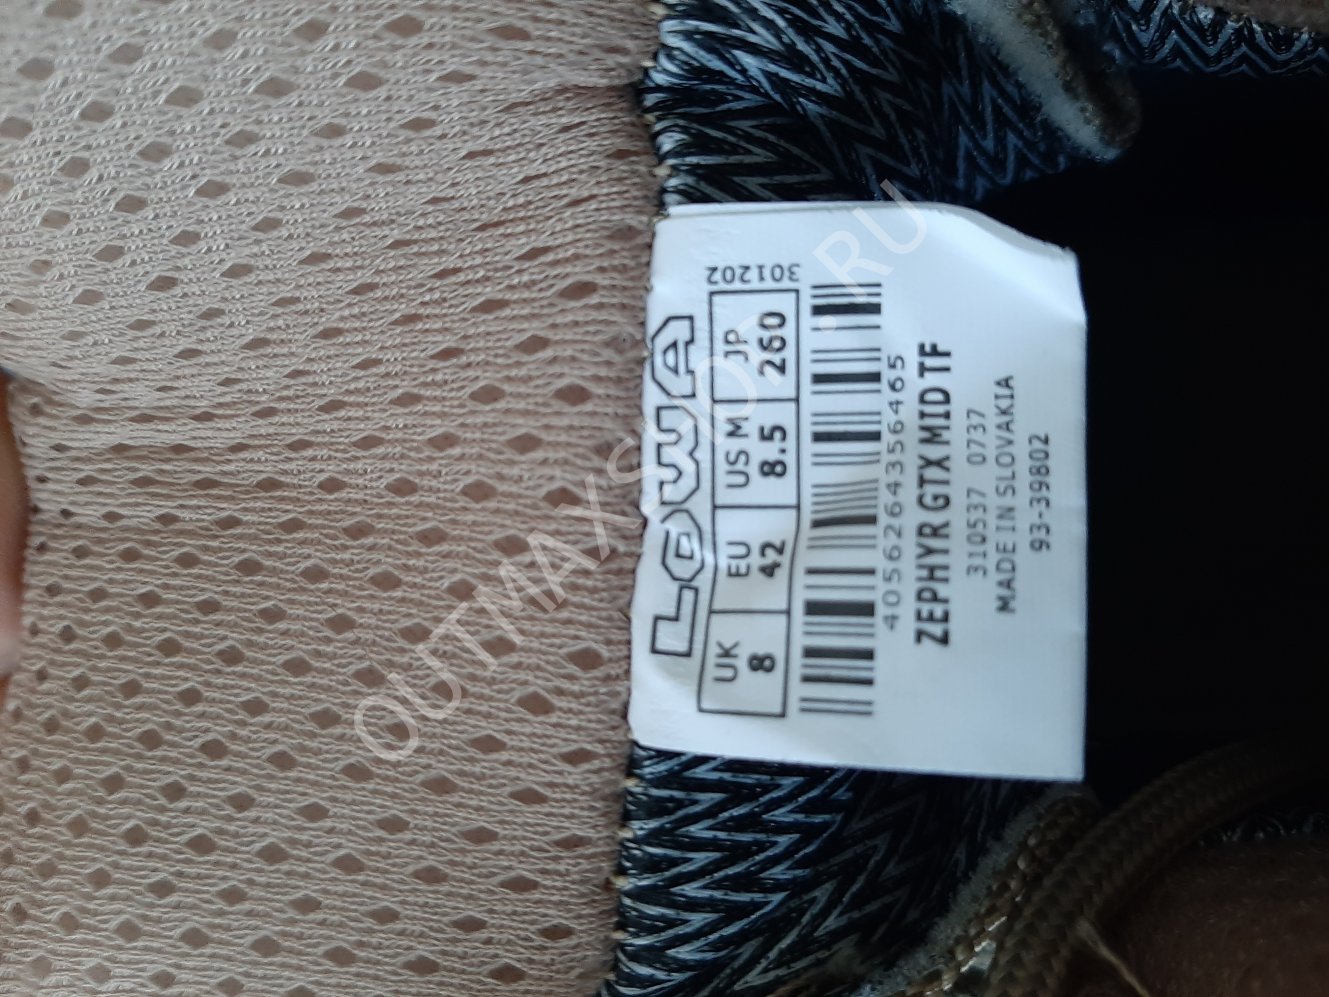 LOWA
UK EU US M JP
8 42 8.5 260
301202
4056264356465
ZEPHYR GTX MID TF
310537 0737
MADE IN SLOVAKIA
93-39802
OUTMAXSHOP.RU